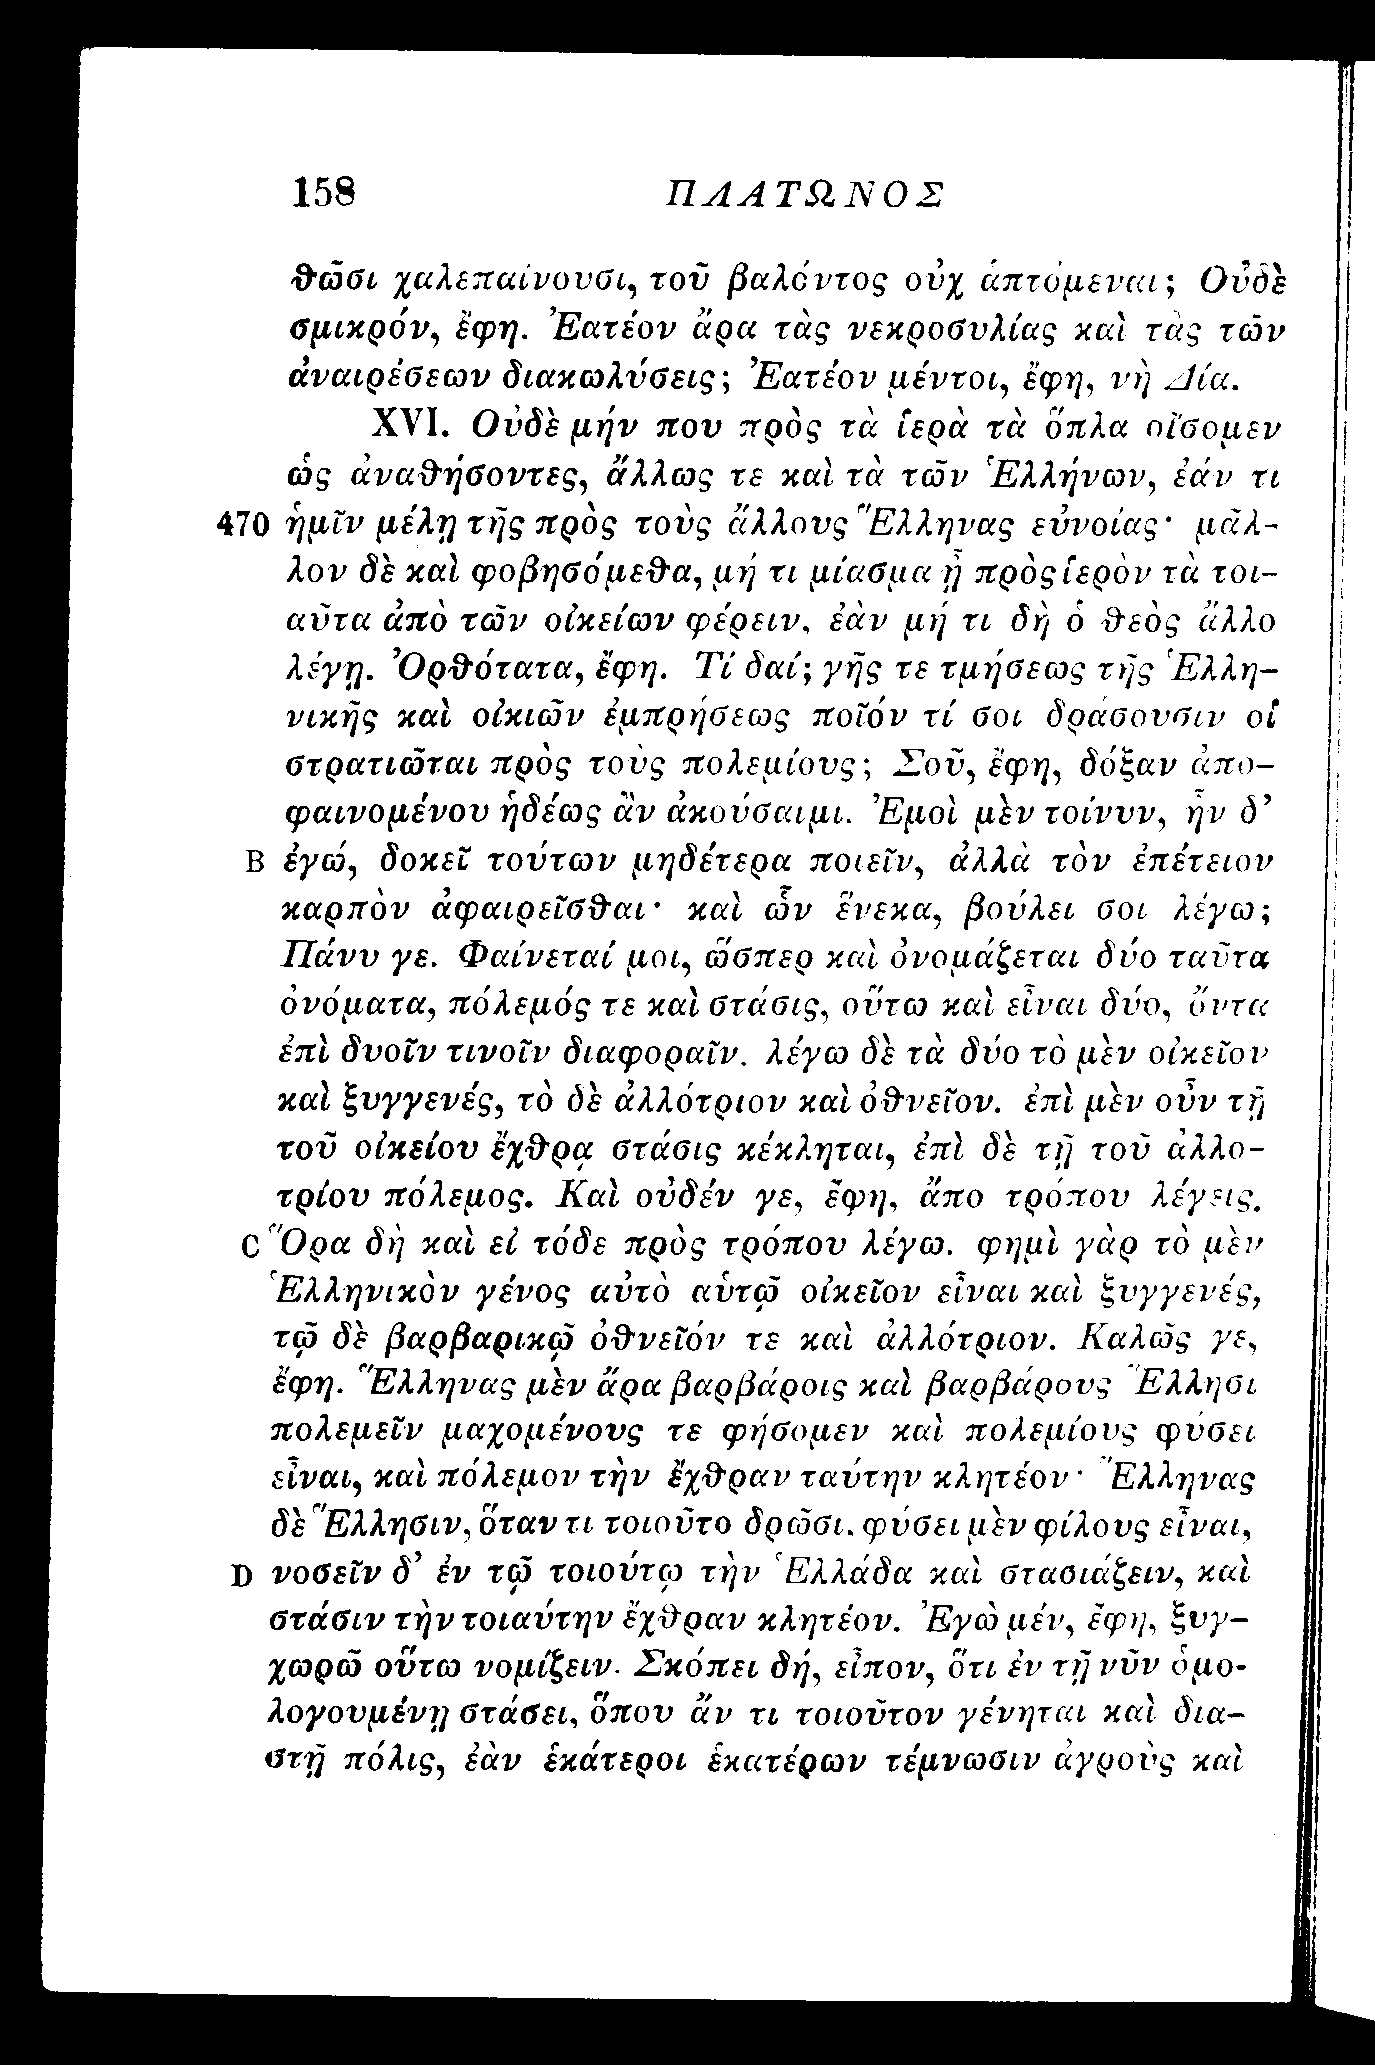 158 ΠΛΑΤΩΝΟΣ
θῶσι χαλεπαίνουσι, τοῦ βαλόντος οὐχ ἁπτόμεναι; Οὐδὲ
σμικρόν, ἔφη. Ἐατέον ἄρα τὰς νεκροσυλίας καὶ τὰς τῶν
ἀναιρέσεων διακωλύσεις; Ἐατέον μέντοι, ἔφη, νὴ Δία.
XVI. Οὐδὲ μήν που πρὸς τὰ ἱερὰ τὰ ὅπλα οἴσομεν
ὡς ἀναθήσοντες, ἄλλως τε καὶ τὰ τῶν Ἑλλήνων, ἐάν τι
470 ἡμῖν μέλῃ τῆς πρὸς τοὺς ἄλλους Ἕλληνας εὐνοίας· μᾶλ-
λον δὲ καὶ φοβησόμεθα, μή τι μίασμα ᾖ πρὸς ἱερὸν τὰ τοι-
αῦτα ἀπὸ τῶν οἰκείων φέρειν, ἐὰν μή τι δὴ ὁ θεὸς ἄλλο
λέγῃ. Ὀρθότατα, ἔφη. Τί δαί; γῆς τε τμήσεως τῆς Ἑλλη-
νικῆς καὶ οἰκιῶν ἐμπρήσεως ποῖόν τί σοι δράσουσιν οἱ
στρατιῶται πρὸς τοὺς πολεμίους; Σοῦ, ἔφη, δόξαν ἀπο-
φαινομένου ἡδέως ἂν ἀκούσαιμι. Ἐμοὶ μὲν τοίνυν, ἦν δ’
B ἐγώ, δοκεῖ τούτων μηδέτερα ποιεῖν, ἀλλὰ τὸν ἐπέτειον
καρπὸν ἀφαιρεῖσθαι· καὶ ὧν ἕνεκα, βούλει σοι λέγω;
Πάνυ γε. Φαίνεταί μοι, ὥσπερ καὶ ὀνομάζεται δύο ταῦτα
ὀνόματα, πόλεμός τε καὶ στάσις, οὕτω καὶ εἶναι δύο, ὄντα
ἐπὶ δυοῖν τινοῖν διαφοραῖν. λέγω δὲ τὰ δύο τὸ μὲν οἰκεῖον
καὶ ξυγγενές, τὸ δὲ ἀλλότριον καὶ ὀθνεῖον. ἐπὶ μὲν οὖν τῇ
τοῦ οἰκείου ἔχθρᾳ στάσις κέκληται, ἐπὶ δὲ τῇ τοῦ ἀλλο-
τρίου πόλεμος. Καὶ οὐδέν γε, ἔφη, ἄπο τρόπου λέγεις.
C Ὅρα δὴ καὶ εἰ τόδε πρὸς τρόπου λέγω. φημὶ γὰρ τὸ μὲν
Ἑλληνικὸν γένος αὐτὸ αὑτῷ οἰκεῖον εἶναι καὶ ξυγγενές,
τῷ δὲ βαρβαρικῷ ὀθνεῖόν τε καὶ ἀλλότριον. Καλῶς γε,
ἔφη. Ἕλληνας μὲν ἄρα βαρβάροις καὶ βαρβάρους Ἕλλησι
πολεμεῖν μαχομένους τε φήσομεν καὶ πολεμίους φύσει
εἶναι, καὶ πόλεμον τὴν ἔχθραν ταύτην κλητέον· Ἕλληνας
δὲ Ἕλλησιν, ὅταν τι τοιοῦτο δρῶσι, φύσει μὲν φίλους εἶναι,
D νοσεῖν δ’ ἐν τῷ τοιούτῳ τὴν Ἑλλάδα καὶ στασιάζειν, καὶ
στάσιν τὴν τοιαύτην ἔχθραν κλητέον. Ἐγὼ μέν, ἔφη, ξυγ-
χωρῶ οὕτω νομίζειν. Σκόπει δή, εἶπον, ὅτι ἐν τῇ νῦν ὁμο-
λογουμένῃ στάσει, ὅπου ἄν τι τοιοῦτον γένηται καὶ δια-
στῇ πόλις, ἐὰν ἑκάτεροι ἑκατέρων τέμνωσιν ἀγροὺς καὶ